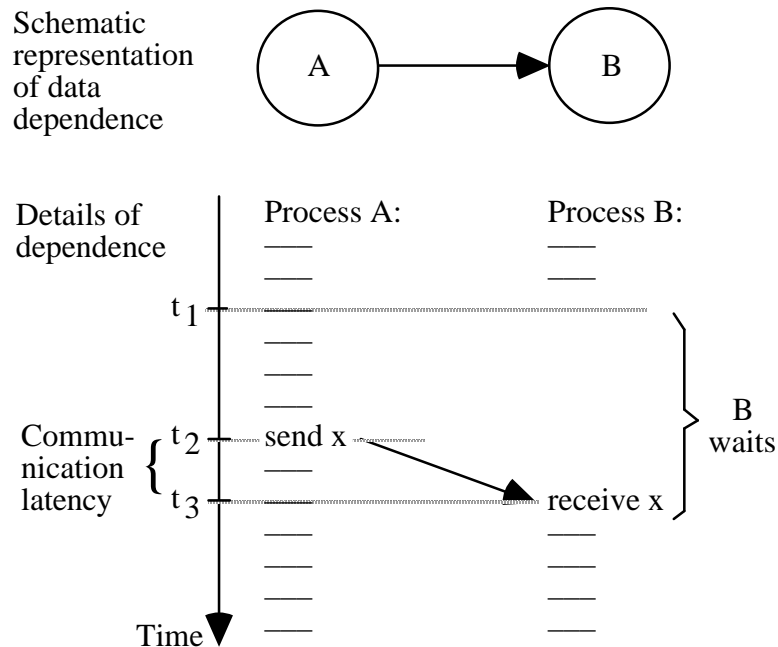 Schematic
representation
of data
dependence
A
B
Details of
dependence
Process A:
Process B:
t1
Commu-
nication
latency
{
t2
send x
t3
receive x
B
waits
Time